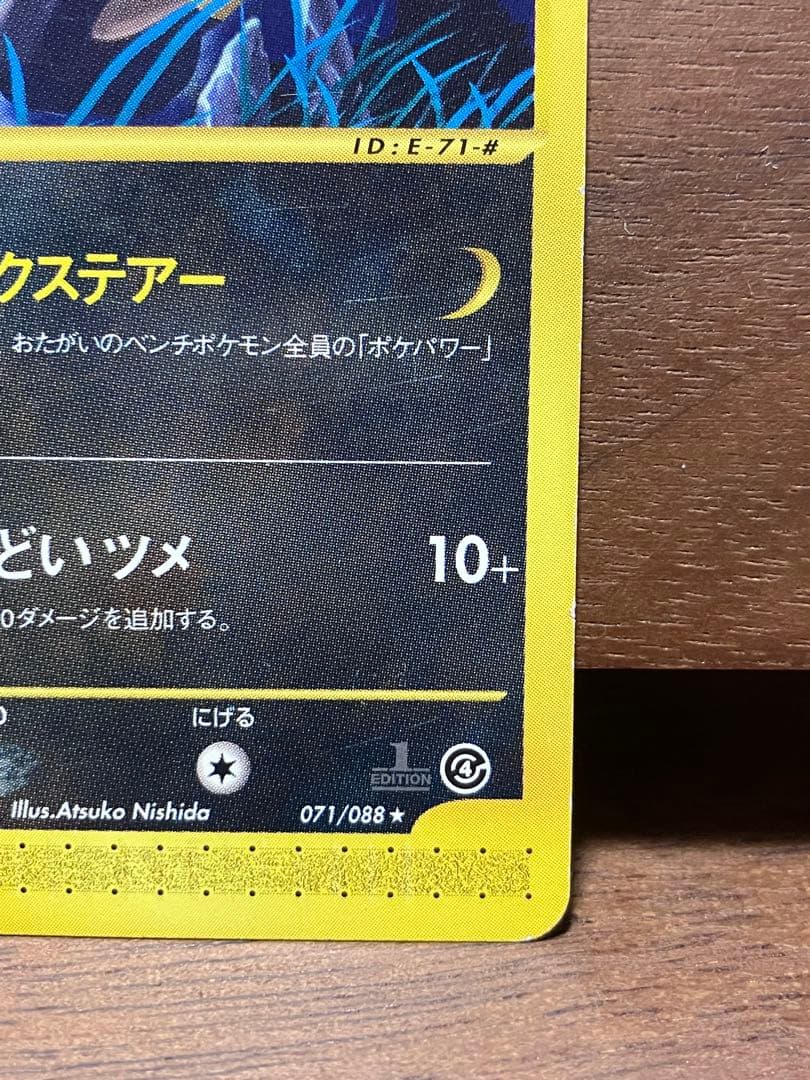 ID:E-71-#
クステアー
おたがいのベンチポケモン全員の「ポケパワー」
どいツメ 10+
0ダメージを追加する。
にげる
1 EDITION 4
Illus.Atsuko Nishida 071/088★